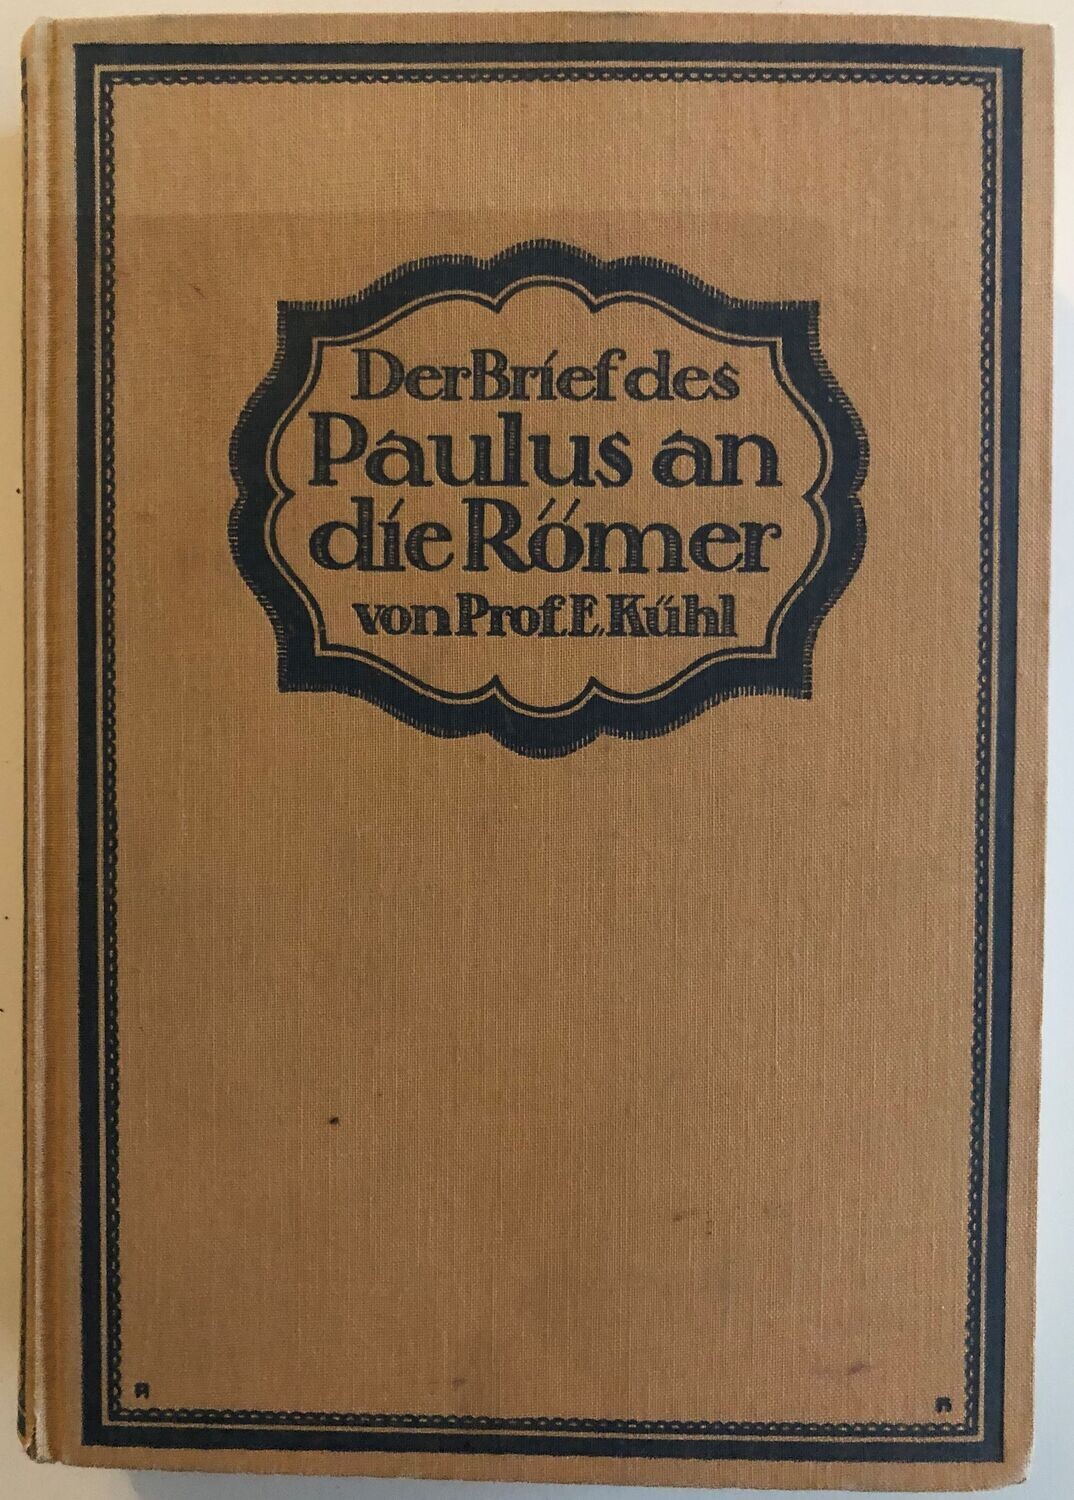 Der Brief des
Paulus an
die Römer
von Prof. E. Kühl